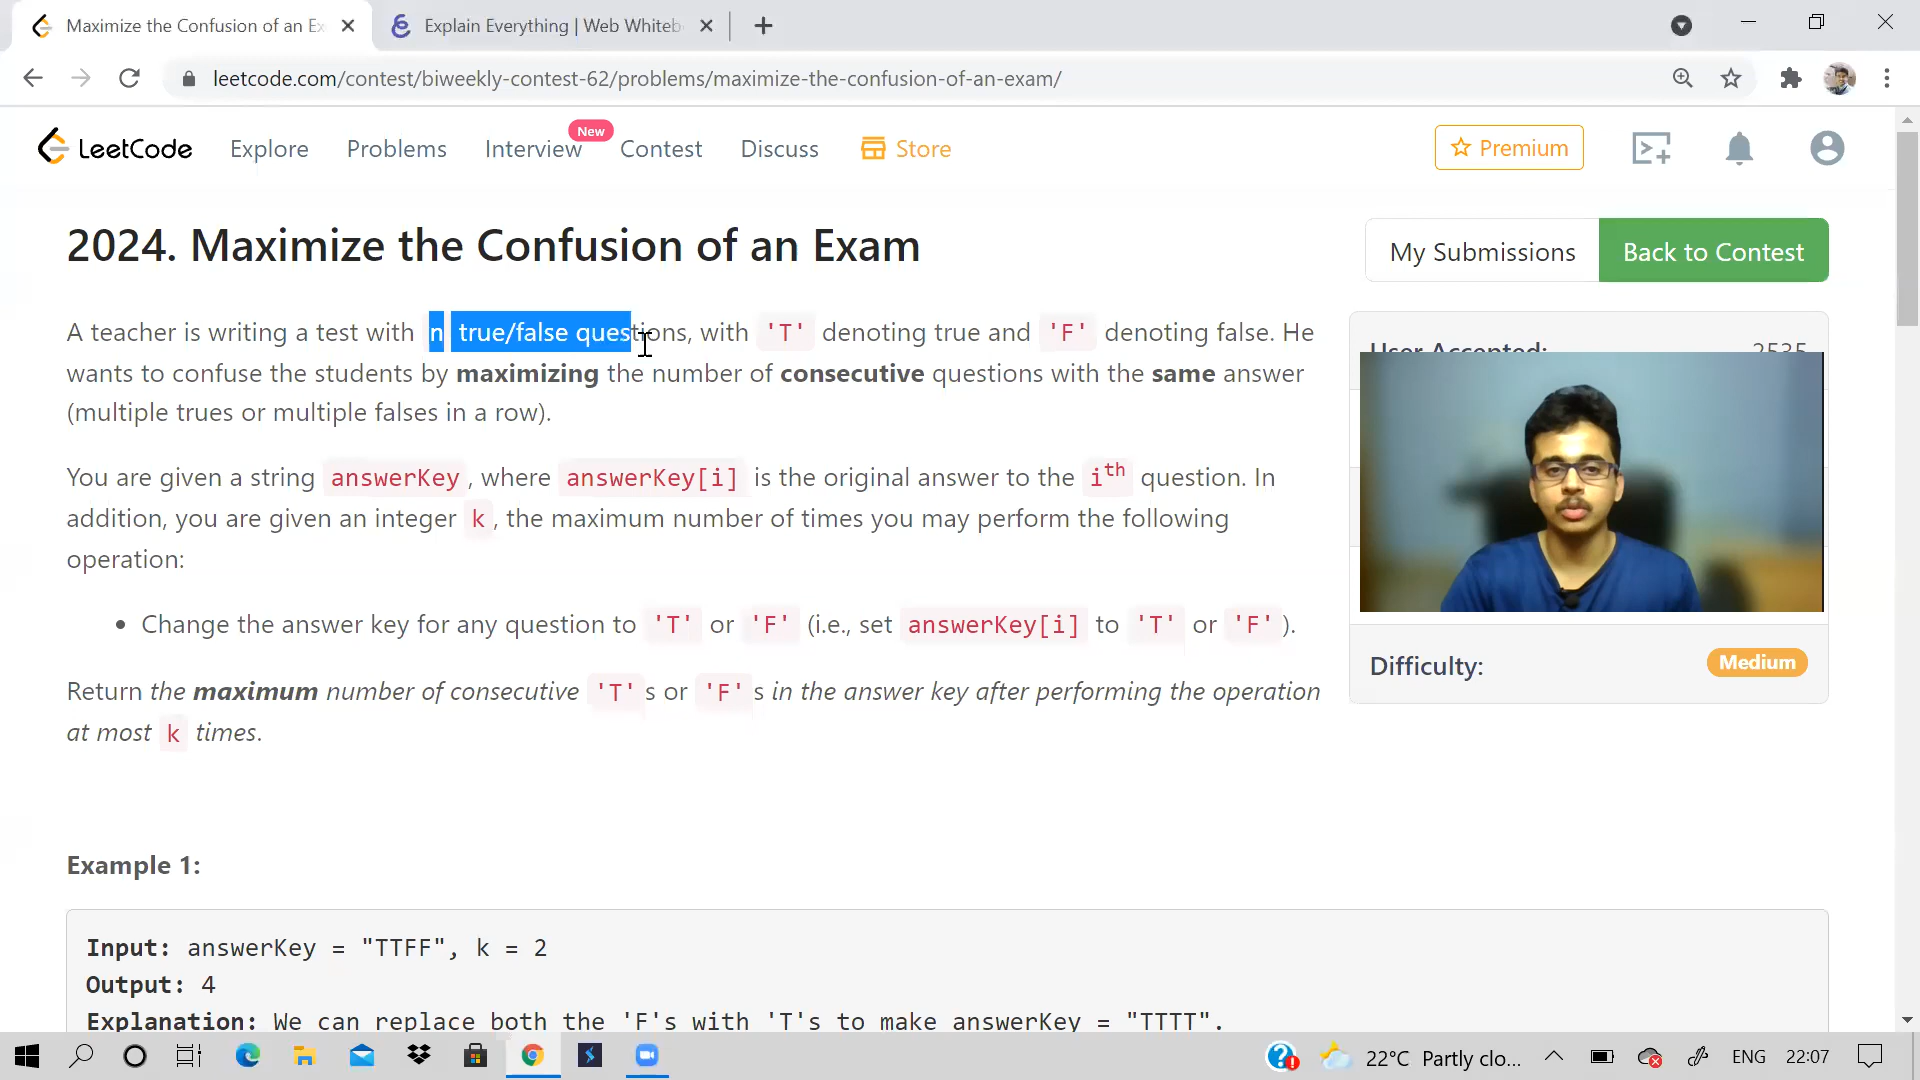 Maximize the Confusion of an Ex
Explain Everything | Web Whiteb
leetcode.com/contest/biweekly-contest-62/problems/maximize-the-confusion-of-an-exam/
LeetCode
Explore
Problems
Interview
New
Contest
Discuss
Store
Premium
2024. Maximize the Confusion of an Exam
My Submissions
Back to Contest
A teacher is writing a test with n true/false questions, with 'T' denoting true and 'F' denoting false. He
wants to confuse the students by maximizing the number of consecutive questions with the same answer
(multiple trues or multiple falses in a row).
You are given a string answerKey, where answerKey[i] is the original answer to the ith question. In
addition, you are given an integer k, the maximum number of times you may perform the following
operation:
• Change the answer key for any question to 'T' or 'F' (i.e., set answerKey[i] to 'T' or 'F').
Return the maximum number of consecutive 'T's or 'F's in the answer key after performing the operation
at most k times.
User Accepted:
2535
Difficulty:
Medium
Example 1:
Input: answerKey = "TTFF", k = 2
Output: 4
Explanation: We can replace both the 'F's with 'T's to make answerKey = "TTTT".
22°C Partly clo...
ENG
22:07